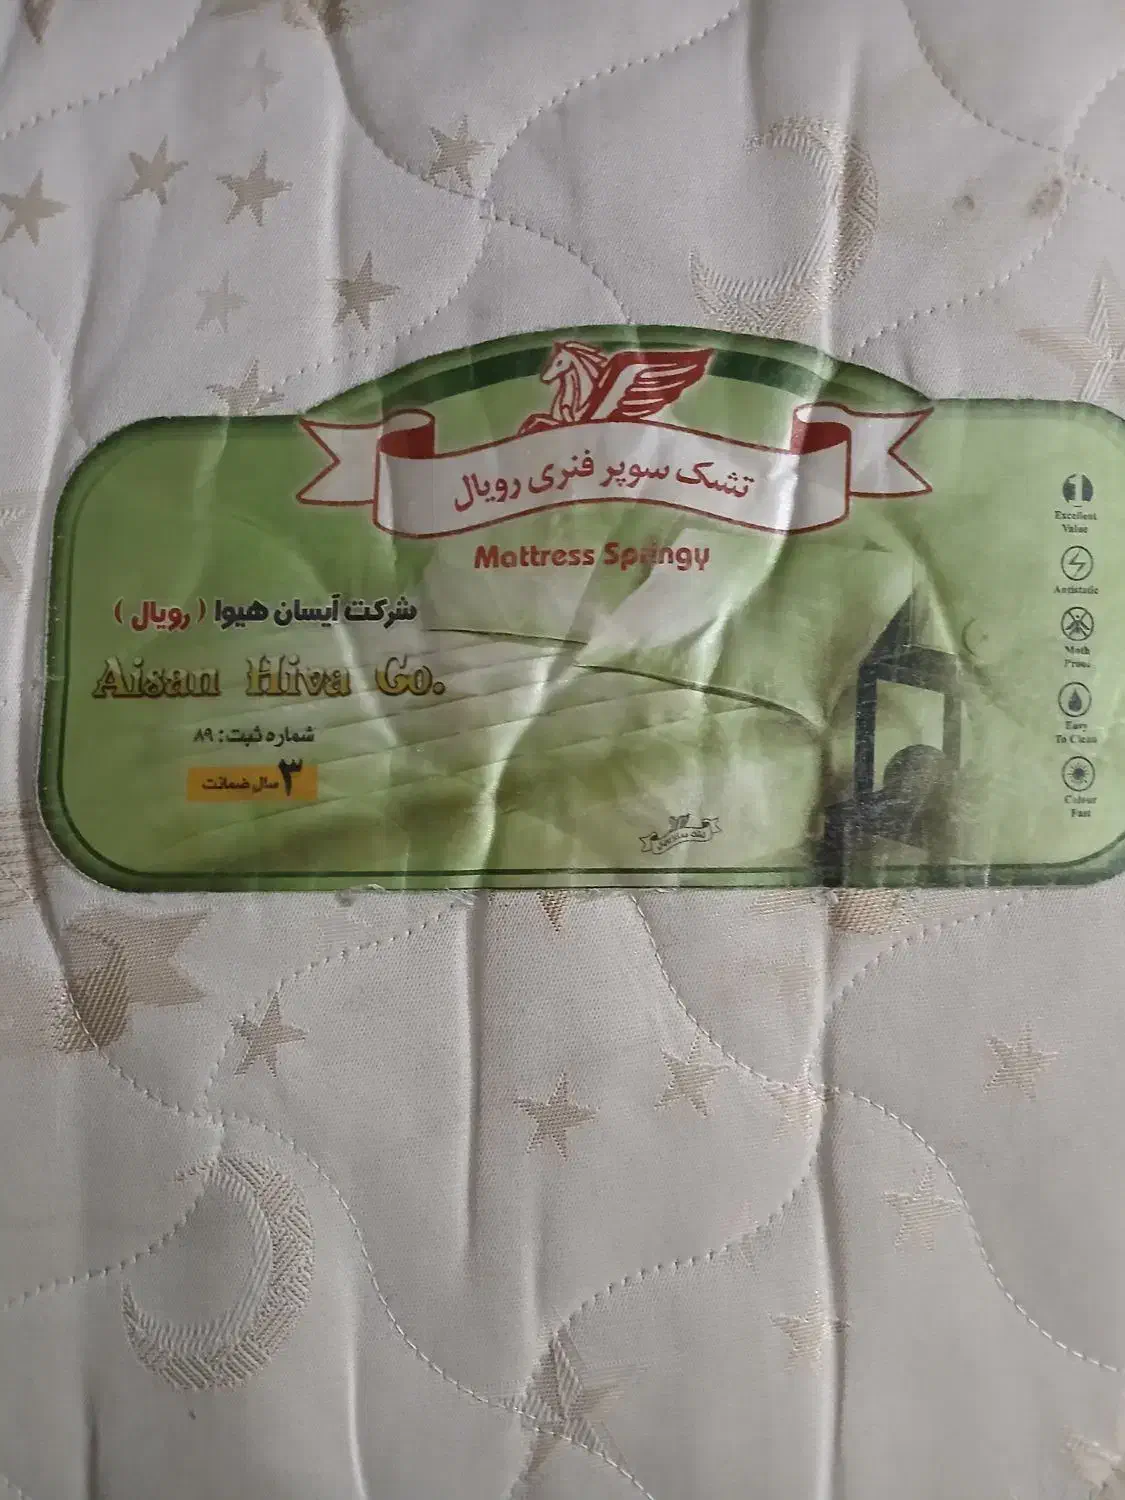 تشک سوپر فنری رویال
Mattress Springy
شرکت آیسان هیوا (رویال)
Aisan Hiva Co.
شماره ثبت: ۸۹
۳ سال ضمانت
1
Excellent
Value
Antistatic
Moth
Proof
Easy
To Clean
Colour
Fast